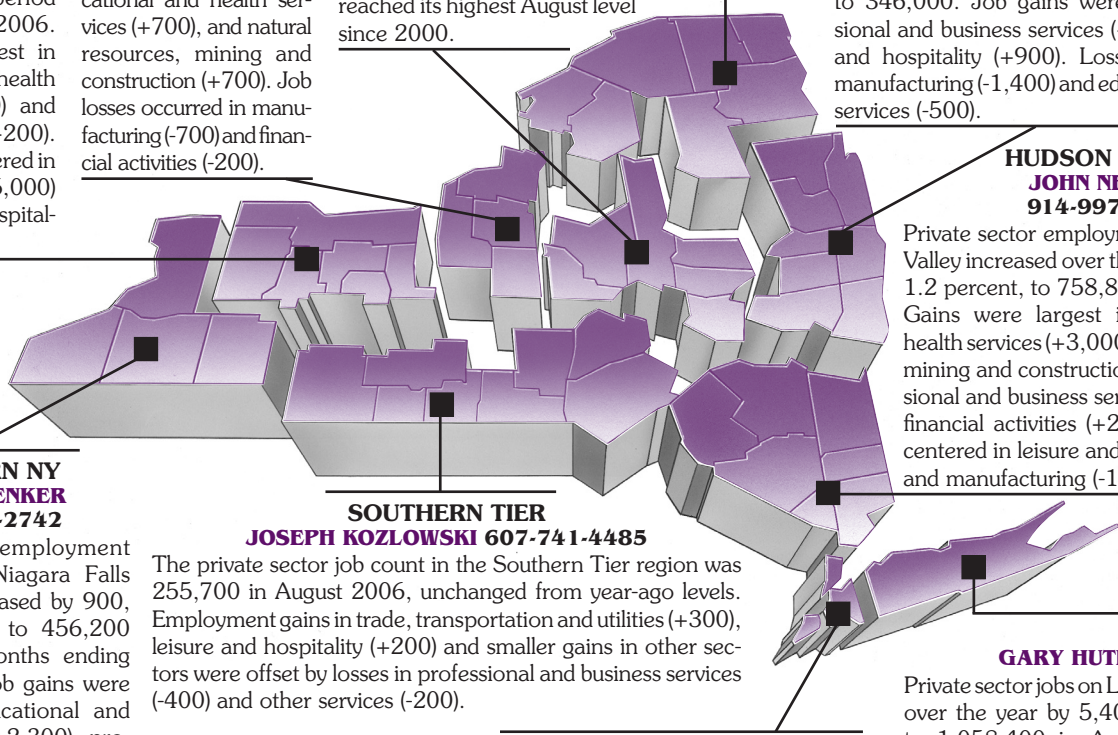 period
2006.
est in
health
) and
-200).
ered in
5,000)
spital-
cational and health ser-
vices (+700), and natural
resources, mining and
construction (+700). Job
losses occurred in manu-
facturing (-700) and finan-
cial activities (-200).
reached its highest August level
since 2000.
to 346,000. Job gains were
sional and business services (
and hospitality (+900). Loss
manufacturing (-1,400) and ed
services (-500).
HUDSON
JOHN NE
914-997
Private sector employm
Valley increased over th
1.2 percent, to 758,8
Gains were largest i
health services (+3,000
mining and constructio
sional and business ser
financial activities (+2
centered in leisure and
and manufacturing (-1
RN NY
ENKER
-2742
employment
Niagara Falls
ased by 900,
to 456,200
onths ending
ob gains were
cational and
2,300), pro-
SOUTHERN TIER
JOSEPH KOZLOWSKI 607-741-4485
The private sector job count in the Southern Tier region was
255,700 in August 2006, unchanged from year-ago levels.
Employment gains in trade, transportation and utilities (+300),
leisure and hospitality (+200) and smaller gains in other sec-
tors were offset by losses in professional and business services
(-400) and other services (-200).
GARY HUT
Private sector jobs on L
over the year by 5,40
to 1,058,400 in A